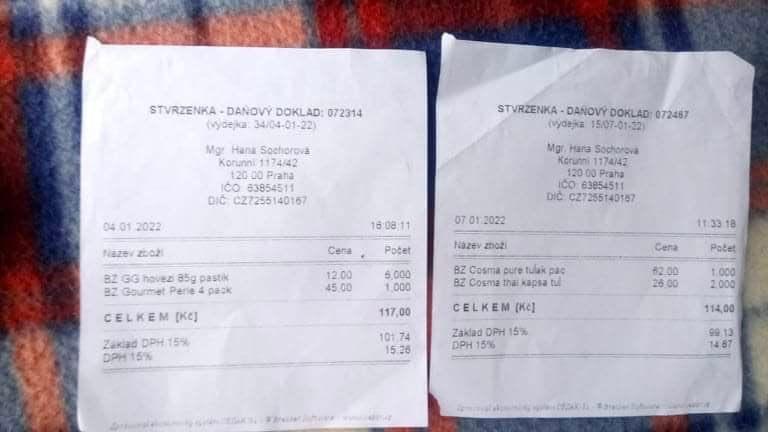 STVRZENKA - DAŇOVÝ DOKLAD: 072314
(výdejka: 34/04-01-22)
Mgr. Hana Sochorová
Korunní 1174/42
120 00 Praha
IČO: 63854511
DIČ: CZ7255140167
04.01.2022 16:08:11
Název zboží Cena Počet
BZ GG hovězí 85g paštik 12,00 6,000
BZ Gourmet Perle 4 pack 45,00 1,000
CELKEM [Kč] 117,00
Základ DPH 15% 101.74
DPH 15% 15.26
STVRZENKA - DAŇOVÝ DOKLAD: 072467
(výdejka: 15/07-01-22)
Mgr. Hana Sochorová
Korunní 1174/42
120 00 Praha
IČO: 63854511
DIČ: CZ7255140167
07.01.2022 11:33:18
Název zboží Cena Počet
BZ Cosma pure tuňák pac 62,00 1,000
BZ Cosma thai kapsa tuň 26,00 2,000
CELKEM [Kč] 114,00
Základ DPH 15% 99.13
DPH 15% 14.87